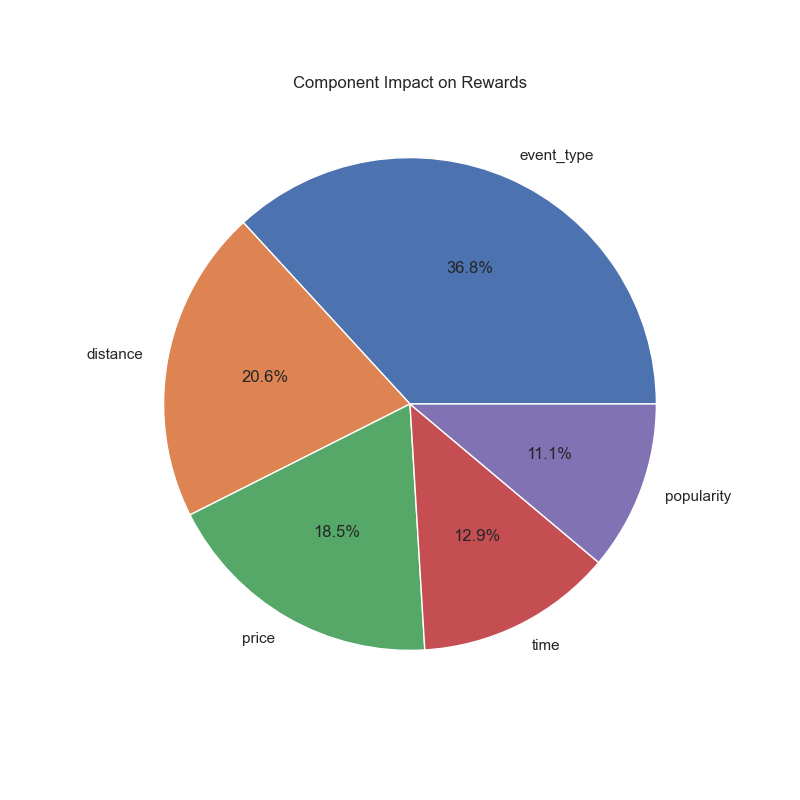 Component Impact on Rewards
event_type
36.8%
distance
20.6%
11.1%
popularity
18.5%
12.9%
price
time